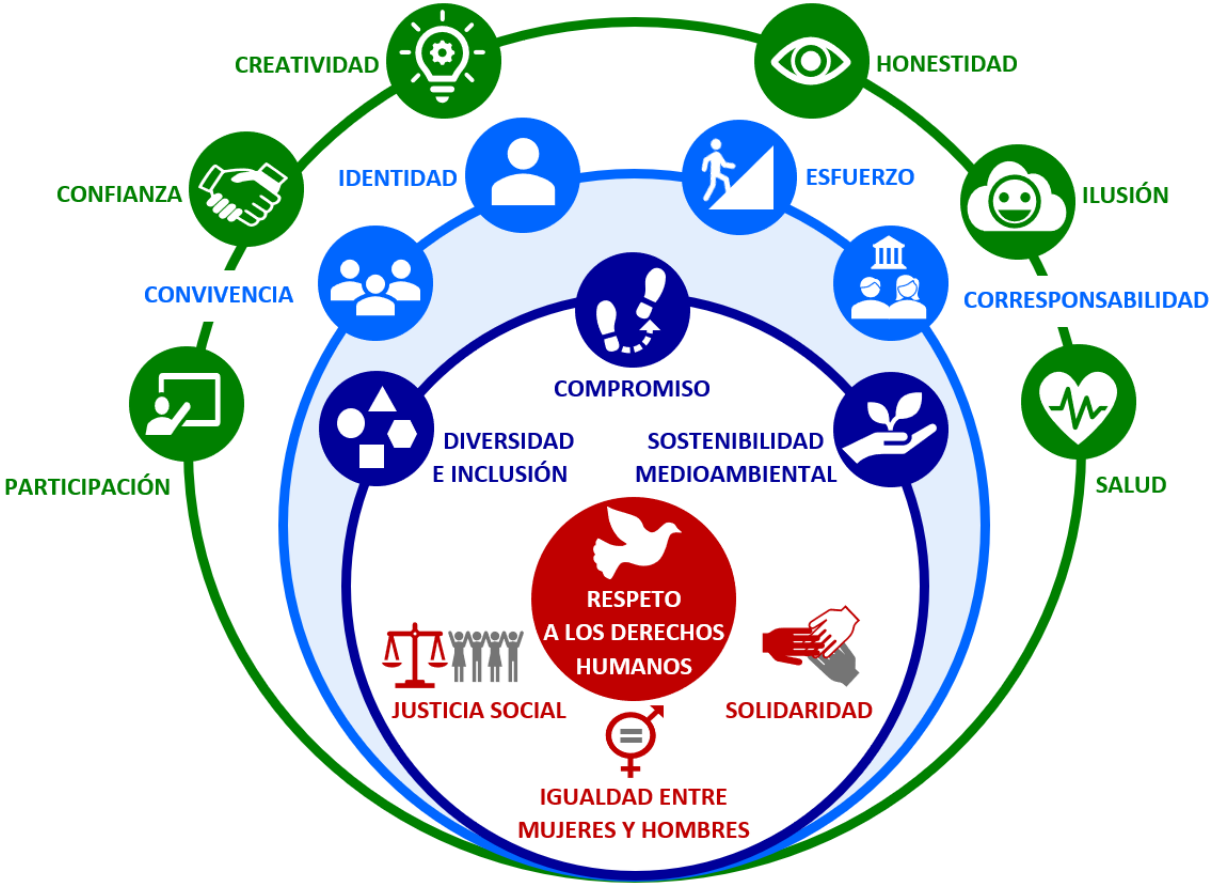 CREATIVIDAD
HONESTIDAD
IDENTIDAD
ESFUERZO
CONFIANZA
ILUSIÓN
CONVIVENCIA
CORRESPONSABILIDAD
COMPROMISO
DIVERSIDAD
E INCLUSIÓN
SOSTENIBILIDAD
MEDIOAMBIENTAL
PARTICIPACIÓN
SALUD
RESPETO
A LOS DERECHOS
HUMANOS
JUSTICIA SOCIAL
SOLIDARIDAD
IGUALDAD ENTRE
MUJERES Y HOMBRES